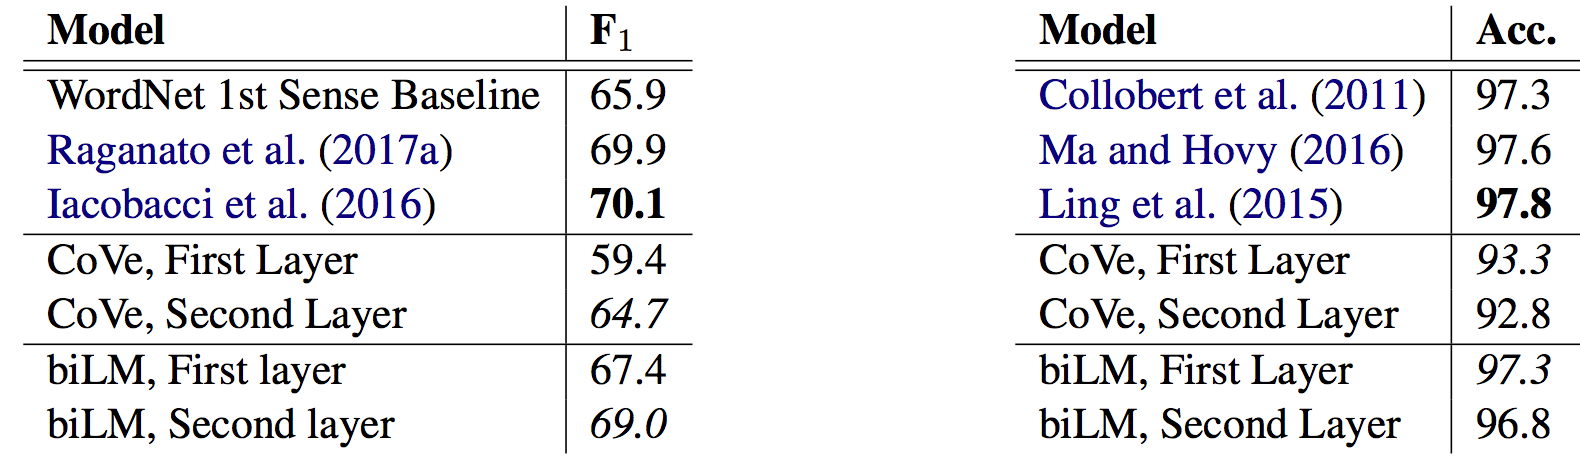 Model F1
WordNet 1st Sense Baseline 65.9
Raganato et al. (2017a) 69.9
Iacobacci et al. (2016) 70.1
CoVe, First Layer 59.4
CoVe, Second Layer 64.7
biLM, First layer 67.4
biLM, Second layer 69.0
Model Acc.
Collobert et al. (2011) 97.3
Ma and Hovy (2016) 97.6
Ling et al. (2015) 97.8
CoVe, First Layer 93.3
CoVe, Second Layer 92.8
biLM, First Layer 97.3
biLM, Second Layer 96.8